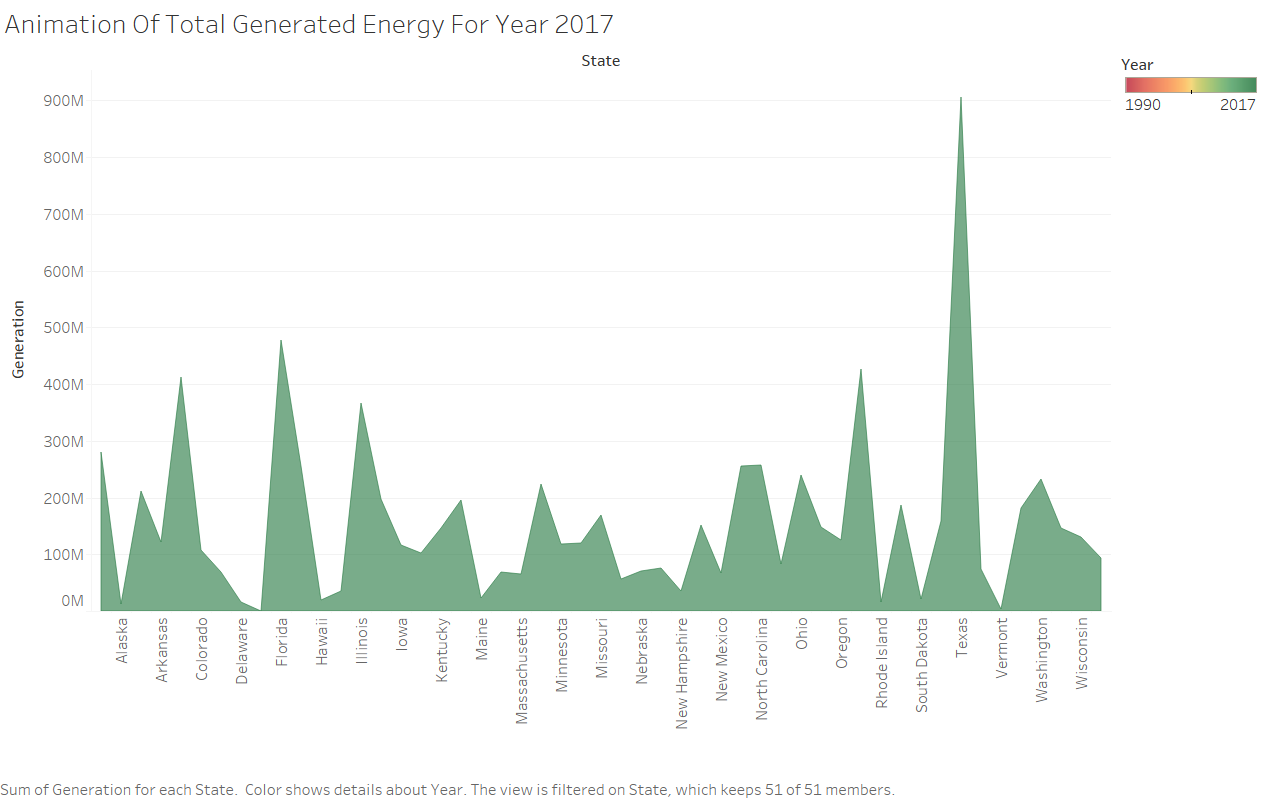 Animation Of Total Generated Energy For Year 2017
State
Year
1990 2017
Generation
900M
800M
700M
600M
500M
400M
300M
200M
100M
0M
Alaska
Arkansas
Colorado
Delaware
Florida
Hawaii
Illinois
Iowa
Kentucky
Maine
Massachusetts
Minnesota
Missouri
Nebraska
New Hampshire
New Mexico
North Carolina
Ohio
Oregon
Rhode Island
South Dakota
Texas
Vermont
Washington
Wisconsin
Sum of Generation for each State. Color shows details about Year. The view is filtered on State, which keeps 51 of 51 members.